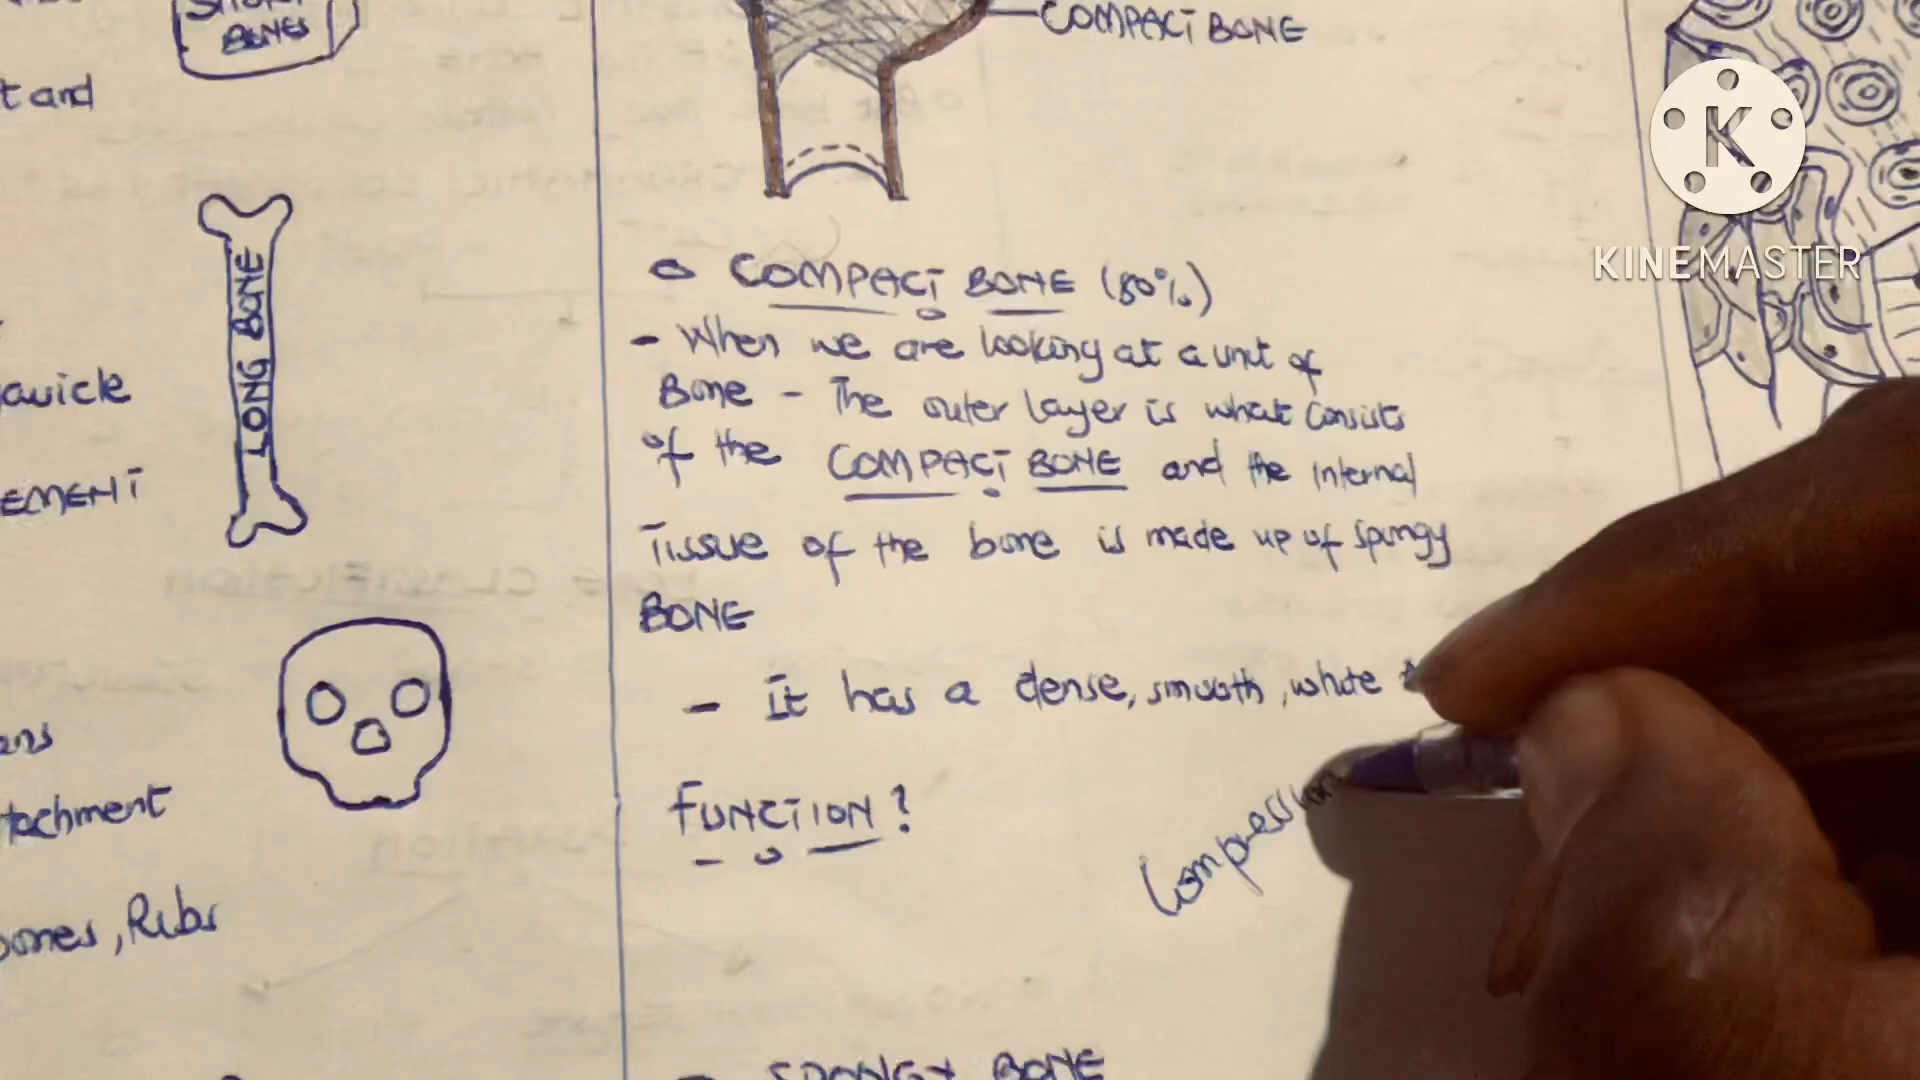 SHORT
BONES
t and
LONG BONE
avicle
EMENT
tachment
ones, Ribs
COMPACT BONE
COMPACT BONE (80%)
- When we are looking at a unit of
Bone - The outer layer is what Consists
of the COMPACT BONE and the Internal
Tissue of the bone is made up of Spongy
BONE
- It has a dense, smooth, white
FUNCTION?
Compression
SPONGY BONE
K
KINEMASTER